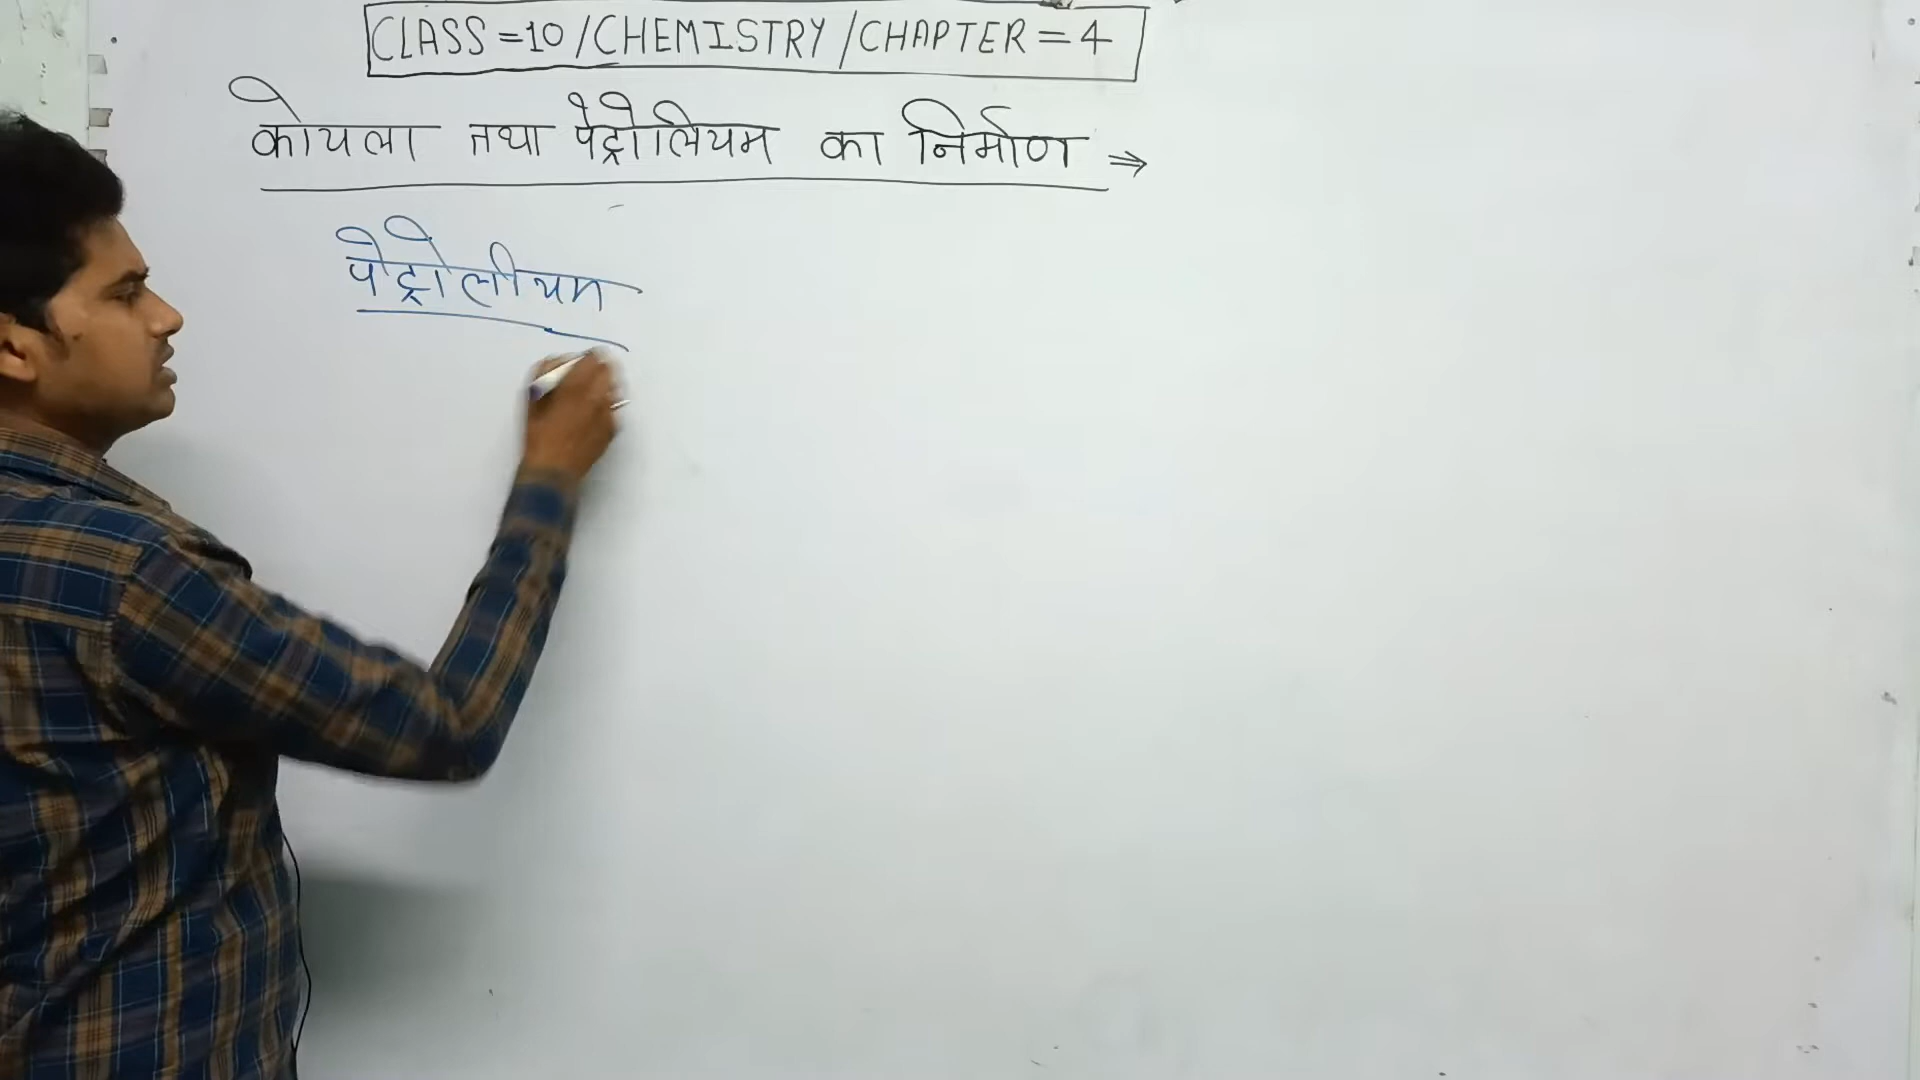 CLASS=10/CHEMISTRY/CHAPTER=4
कोयला तथा पेट्रोलियम का निर्माण ⇒
पेट्रोलीयम